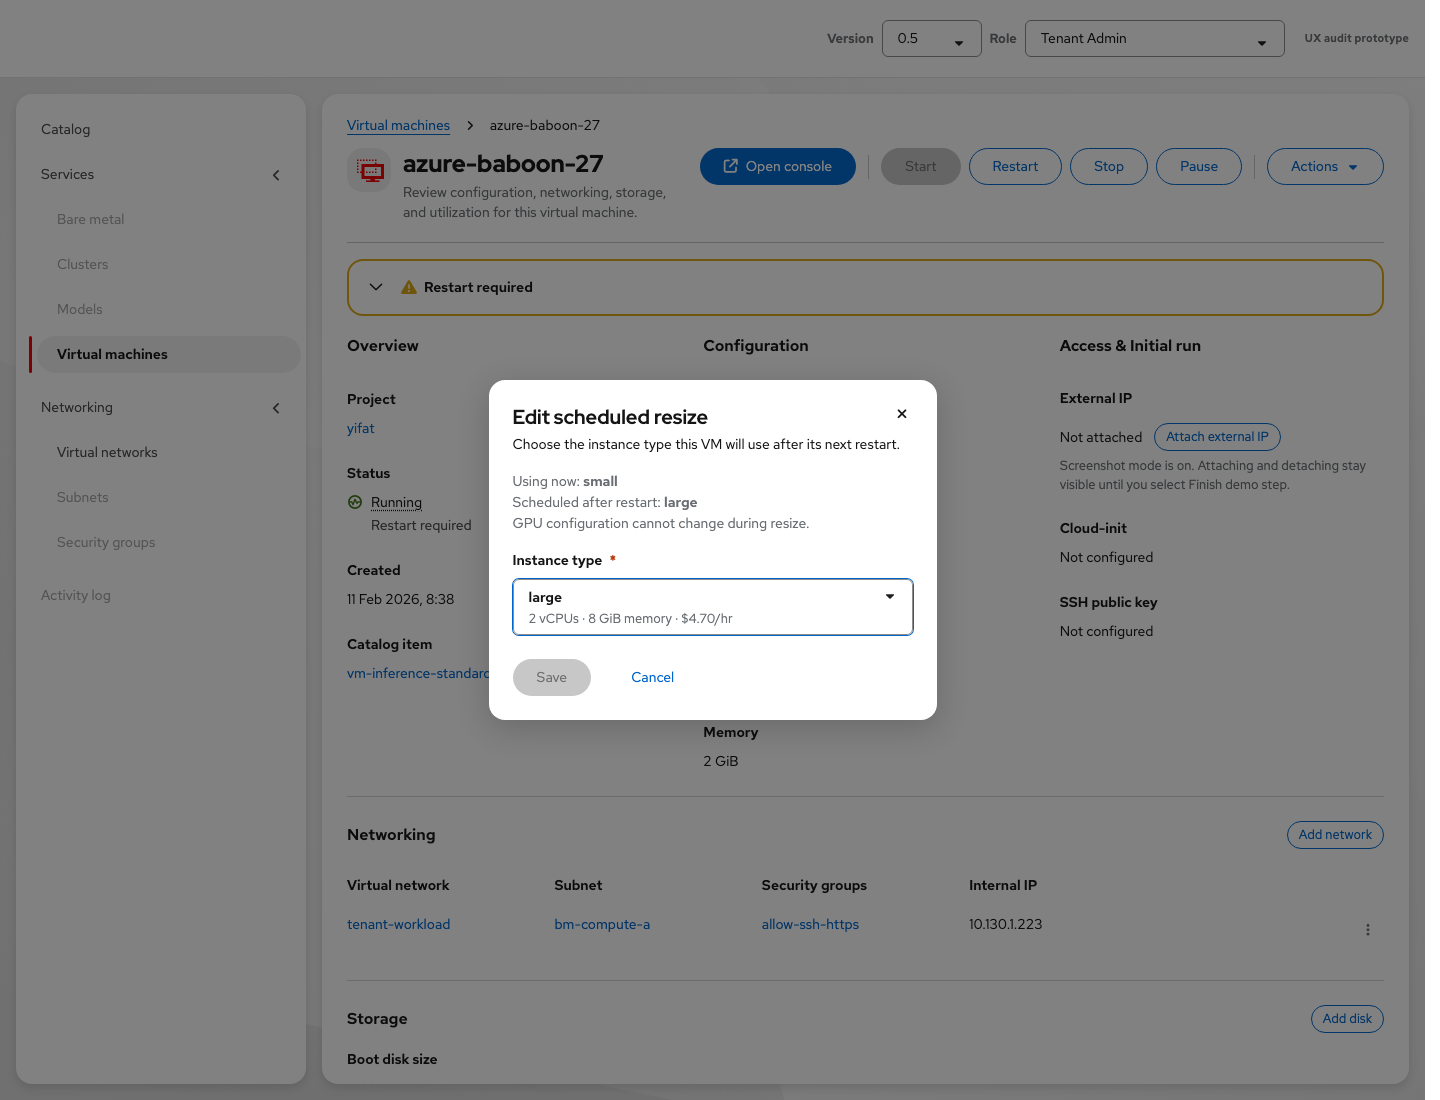 Version
0.5
Role
Tenant Admin
UX audit prototype
Catalog
Services
Bare metal
Clusters
Models
Virtual machines
Networking
Virtual networks
Subnets
Security groups
Activity log
Virtual machines
azure-baboon-27
azure-baboon-27
Review configuration, networking, storage,
and utilization for this virtual machine.
Open console
Start
Restart
Stop
Pause
Actions
Restart required
Overview
Project
yifat
Status
Running
Restart required
Created
11 Feb 2026, 8:38
Catalog item
vm-inference-standard
Configuration
Memory
2 GiB
Access & Initial run
External IP
Not attached
Attach external IP
Screenshot mode is on. Attaching and detaching stay
visible until you select Finish demo step.
Cloud-init
Not configured
SSH public key
Not configured
Edit scheduled resize
Choose the instance type this VM will use after its next restart.
Using now: small
Scheduled after restart: large
GPU configuration cannot change during resize.
Instance type *
large
2 vCPUs · 8 GiB memory · $4.70/hr
Save
Cancel
Networking
Add network
Virtual network
Subnet
Security groups
Internal IP
tenant-workload
bm-compute-a
allow-ssh-https
10.130.1.223
Storage
Add disk
Boot disk size